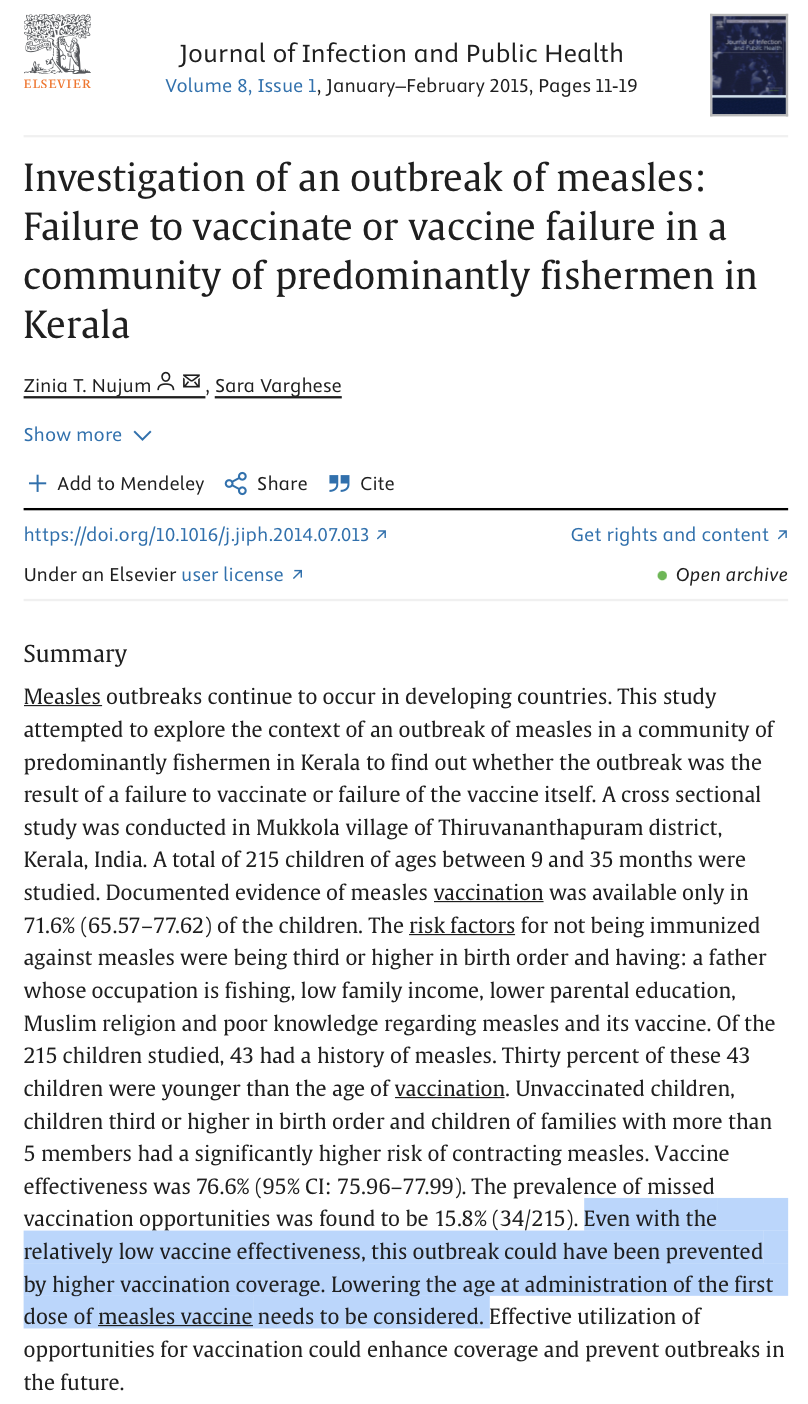 ELSEVIER
Journal of Infection and Public Health
Volume 8, Issue 1, January–February 2015, Pages 11-19
Journal of Infection
and Public Health
Investigation of an outbreak of measles:
Failure to vaccinate or vaccine failure in a
community of predominantly fishermen in
Kerala
Zinia T. Nujum, Sara Varghese
Show more
Add to Mendeley Share Cite
https://doi.org/10.1016/j.jiph.2014.07.013 Get rights and content
Under an Elsevier user license Open archive
Summary
Measles outbreaks continue to occur in developing countries. This study
attempted to explore the context of an outbreak of measles in a community of
predominantly fishermen in Kerala to find out whether the outbreak was the
result of a failure to vaccinate or failure of the vaccine itself. A cross sectional
study was conducted in Mukkola village of Thiruvananthapuram district,
Kerala, India. A total of 215 children of ages between 9 and 35 months were
studied. Documented evidence of measles vaccination was available only in
71.6% (65.57–77.62) of the children. The risk factors for not being immunized
against measles were being third or higher in birth order and having: a father
whose occupation is fishing, low family income, lower parental education,
Muslim religion and poor knowledge regarding measles and its vaccine. Of the
215 children studied, 43 had a history of measles. Thirty percent of these 43
children were younger than the age of vaccination. Unvaccinated children,
children third or higher in birth order and children of families with more than
5 members had a significantly higher risk of contracting measles. Vaccine
effectiveness was 76.6% (95% CI: 75.96–77.99). The prevalence of missed
vaccination opportunities was found to be 15.8% (34/215). Even with the
relatively low vaccine effectiveness, this outbreak could have been prevented
by higher vaccination coverage. Lowering the age at administration of the first
dose of measles vaccine needs to be considered. Effective utilization of
opportunities for vaccination could enhance coverage and prevent outbreaks in
the future.